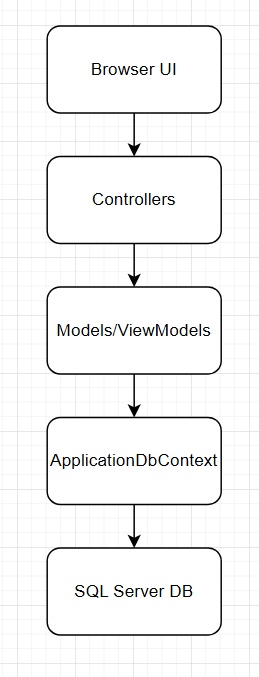 Browser UI
Controllers
Models/ViewModels
ApplicationDbContext
SQL Server DB